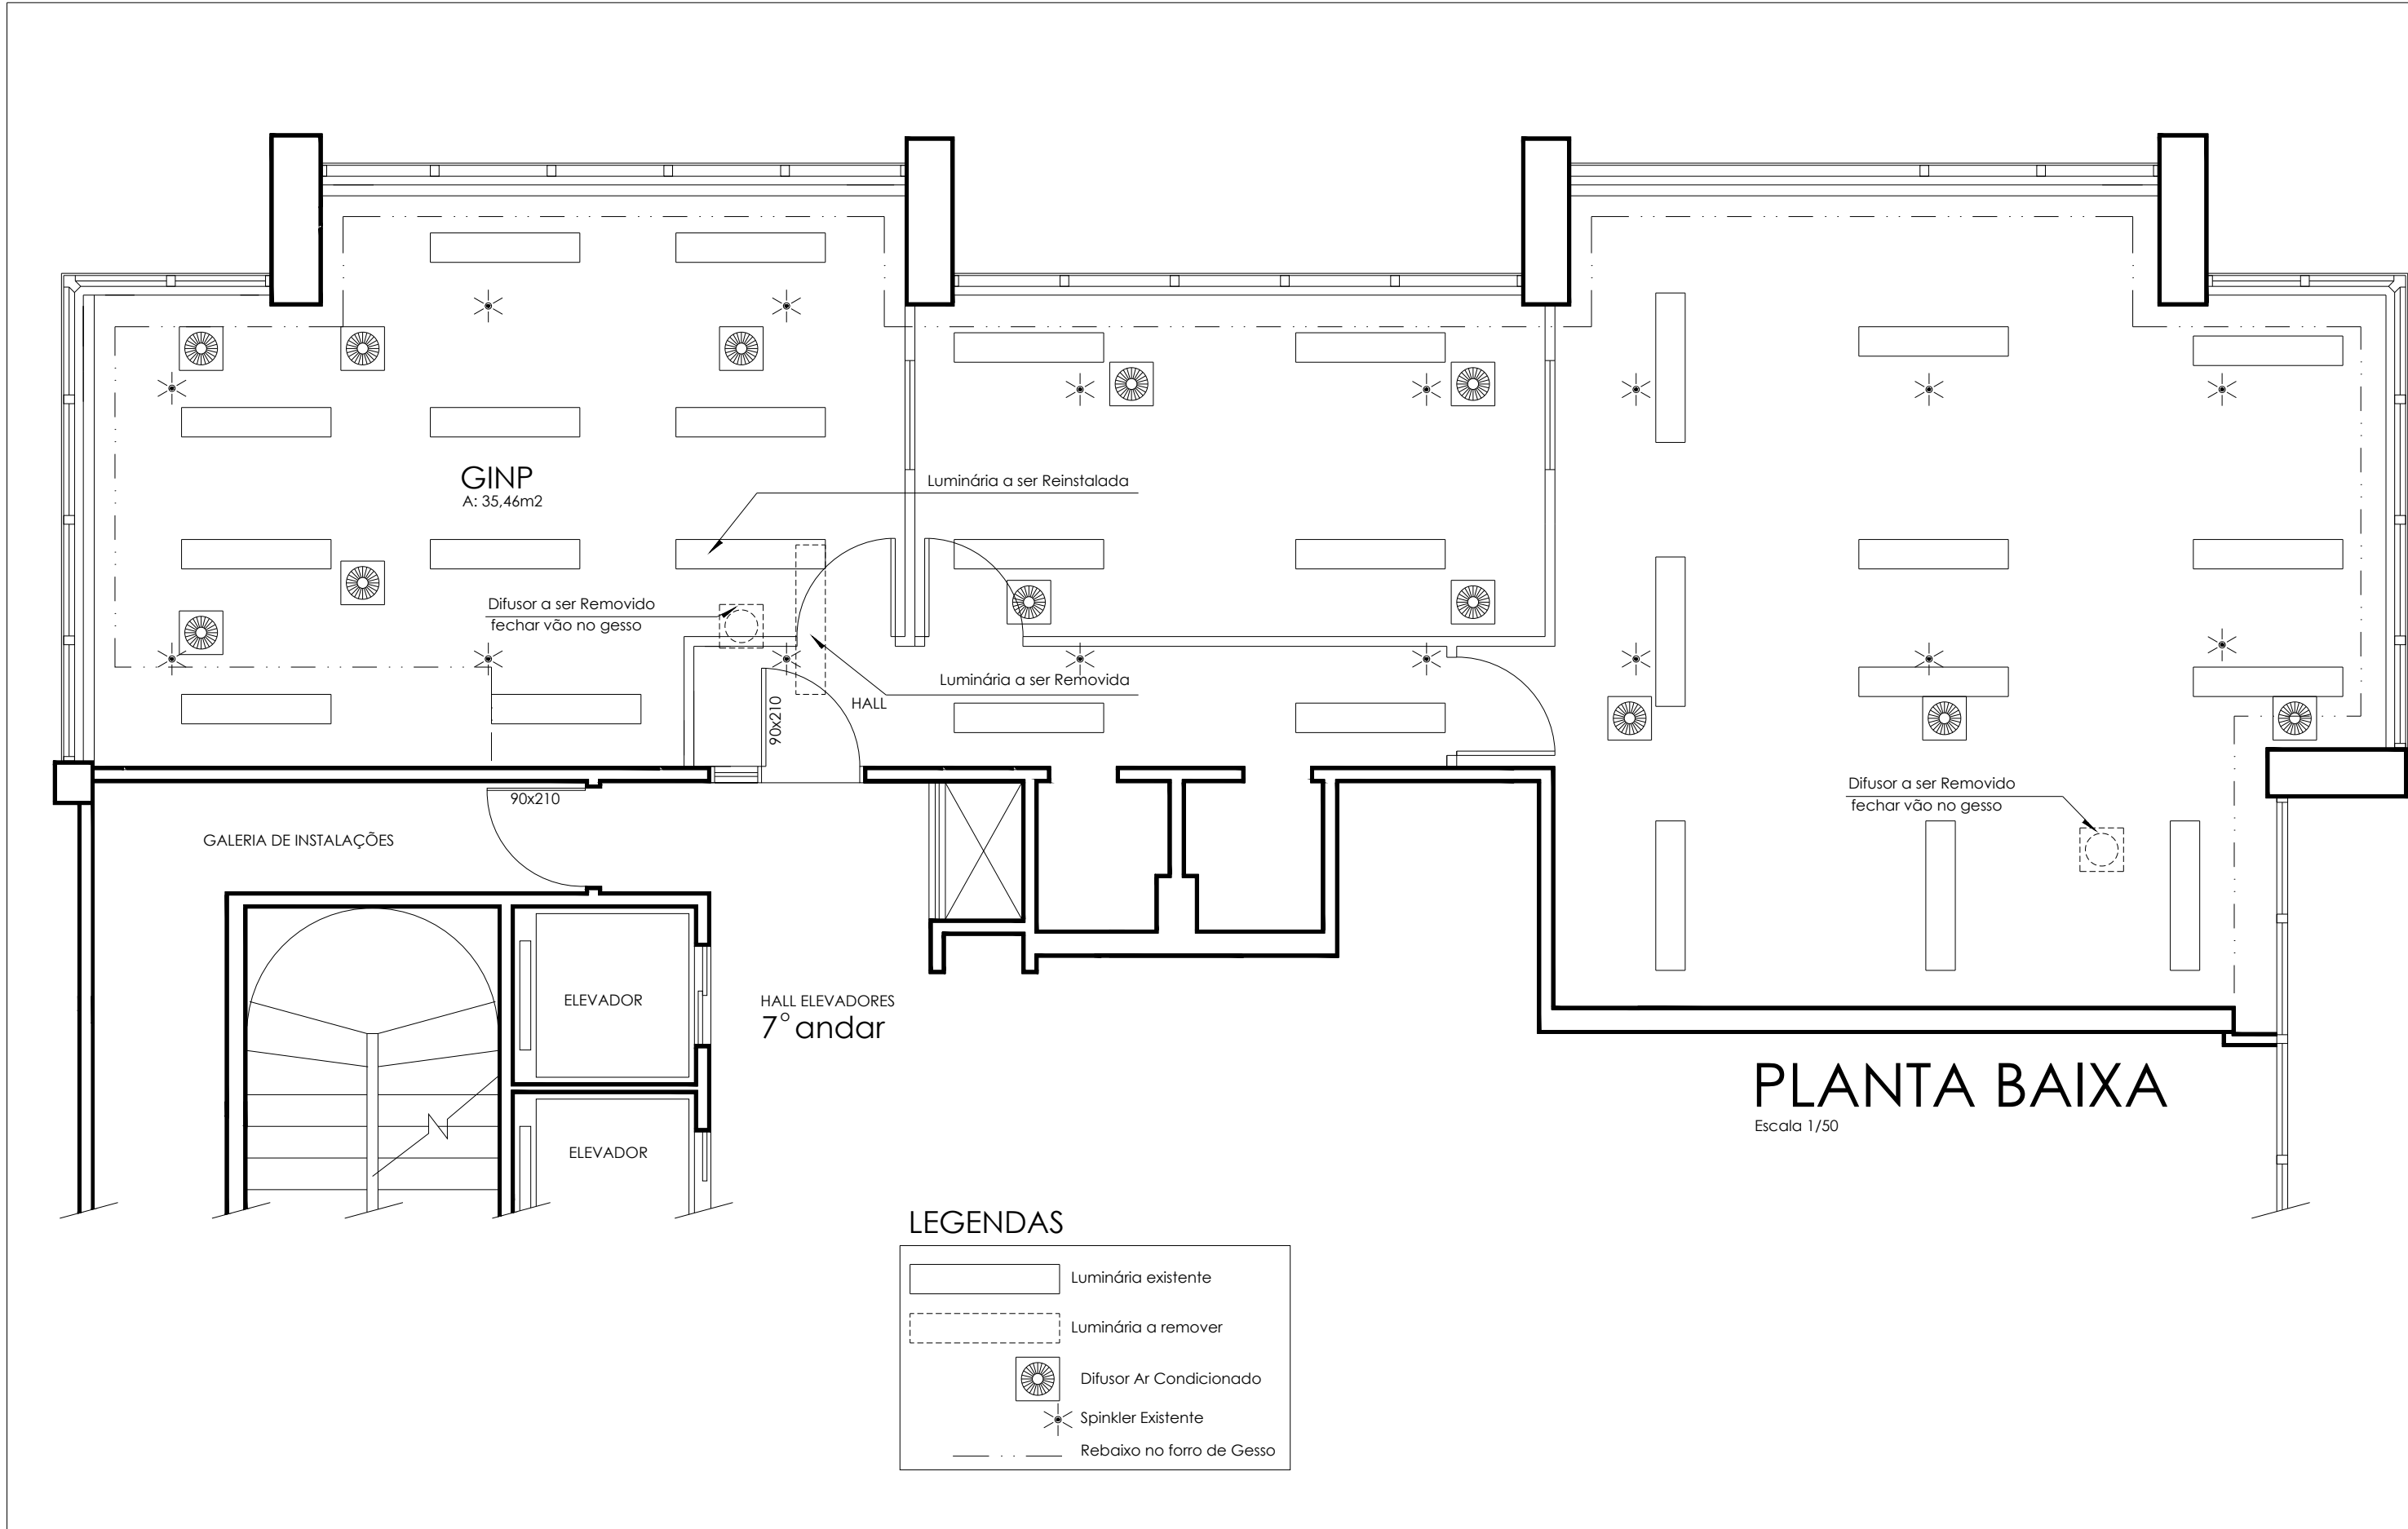 GINP
A: 35,46m2
Luminária a ser Reinstalada
Difusor a ser Removido
fechar vão no gesso
Luminária a ser Removida
HALL
90x210
90x210
GALERIA DE INSTALAÇÕES
Difusor a ser Removido
fechar vão no gesso
ELEVADOR
HALL ELEVADORES
7° andar
ELEVADOR
PLANTA BAIXA
Escala 1/50
LEGENDAS
Luminária existente
Luminária a remover
Difusor Ar Condicionado
Spinkler Existente
Rebaixo no forro de Gesso